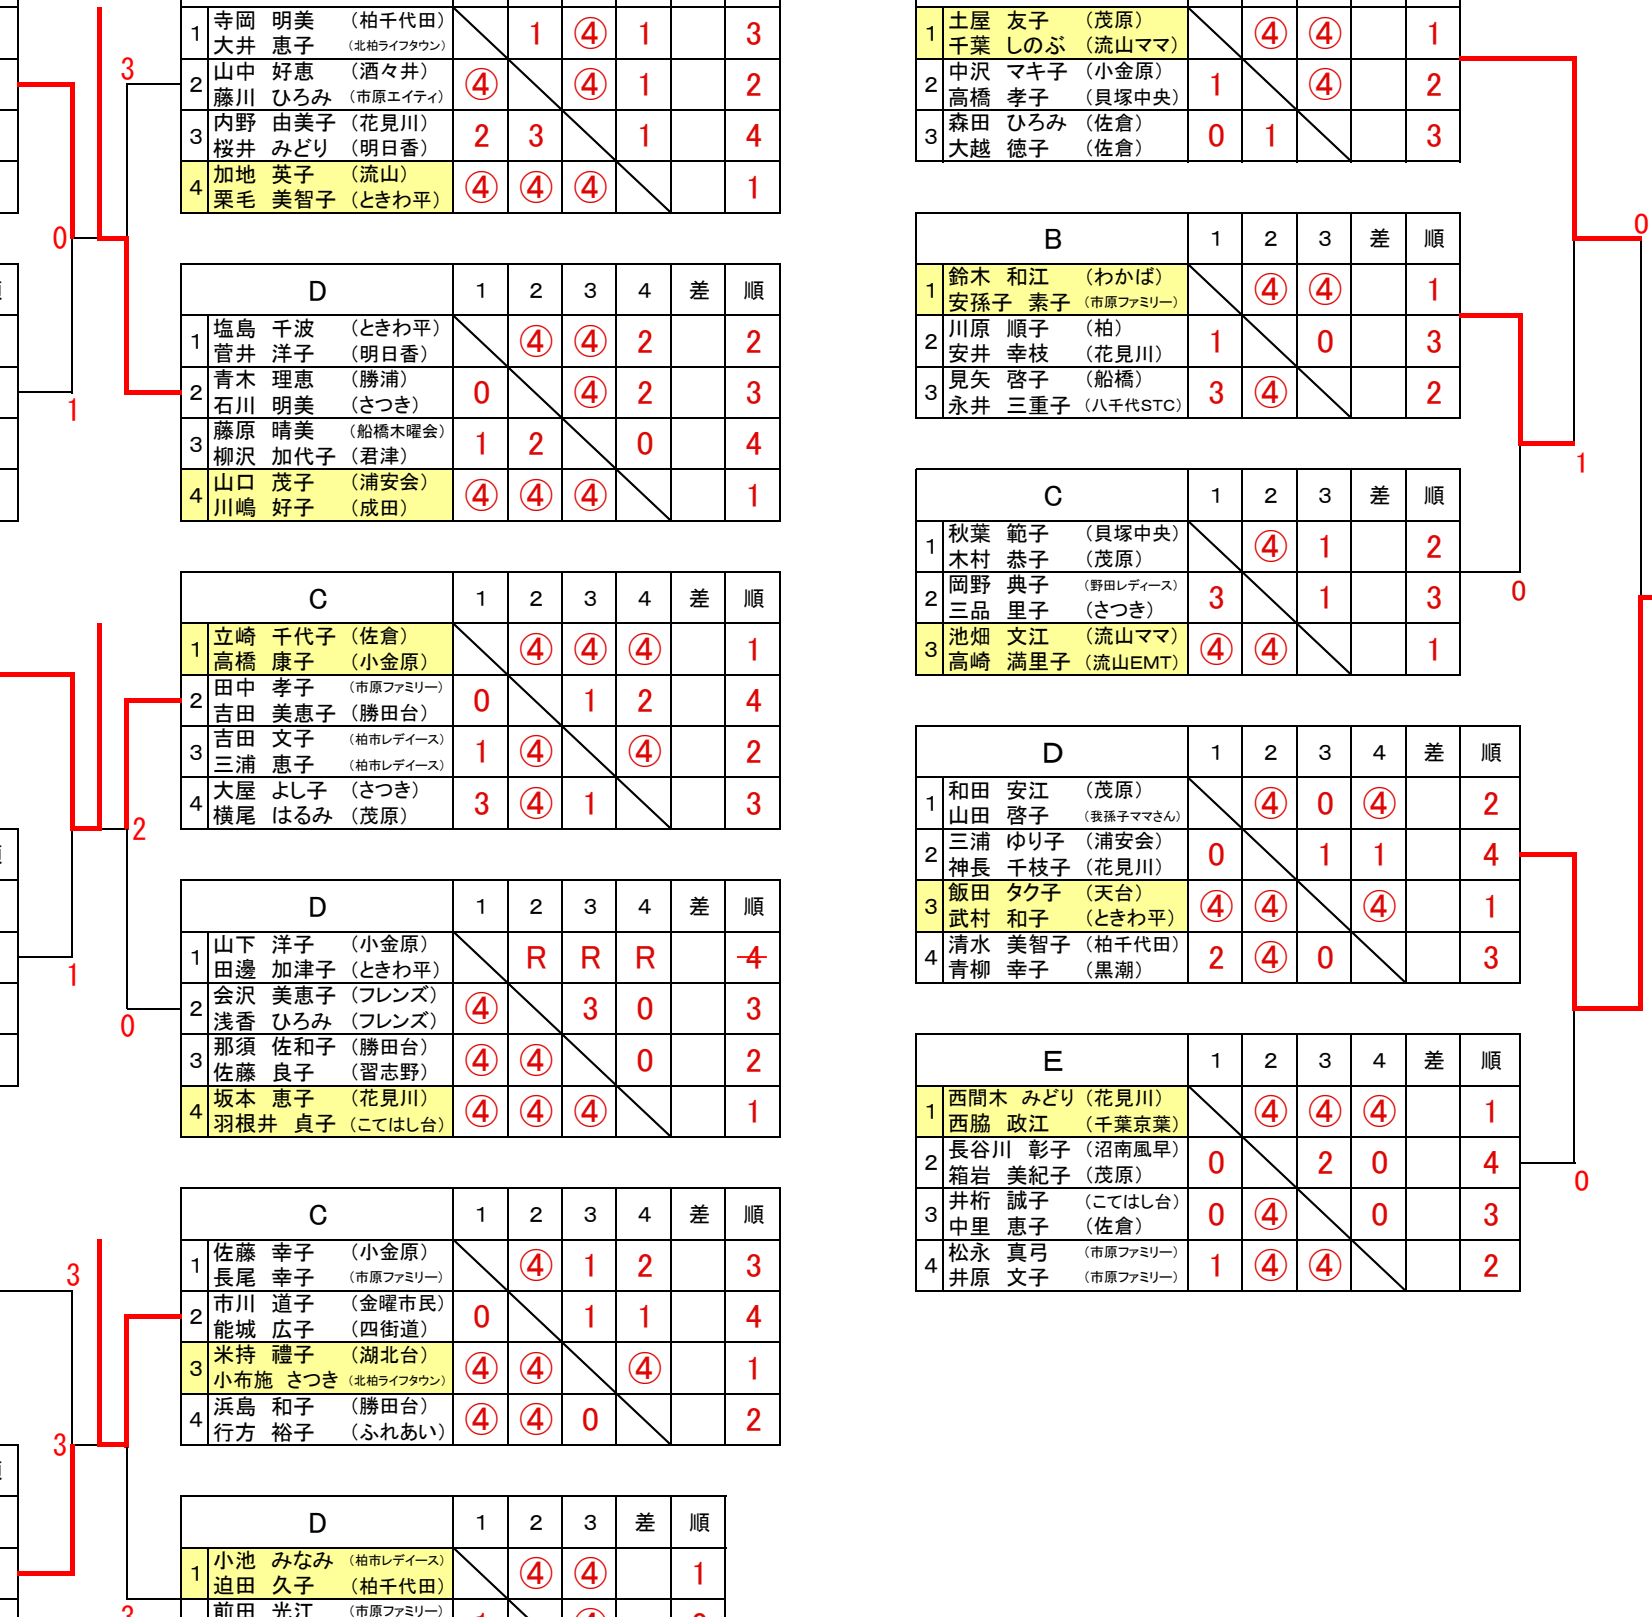 1 寺岡 明美 (柏千代田) 1 ④ 1 3
大井 恵子 (北柏ライフタウン)
2 山中 好恵 (酒々井) ④ ④ 1 2
藤川 ひろみ (市原エイティ)
3 内野 由美子 (花見川) 2 3 1 4
桜井 みどり (明日香)
4 加地 英子 (流山) ④ ④ ④ 1
栗毛 美智子 (ときわ平)
3
0
1
D 1 2 3 4 差 順
1 塩島 千波 (ときわ平) ④ ④ 2 2
菅井 洋子 (明日香)
2 青木 理恵 (勝浦) 0 ④ 2 3
石川 明美 (さつき)
3 藤原 晴美 (船橋木曜会) 1 2 0 4
柳沢 加代子 (君津)
4 山口 茂子 (浦安会) ④ ④ ④ 1
川嶋 好子 (成田)
C 1 2 3 4 差 順
1 立崎 千代子 (佐倉) ④ ④ ④ 1
高橋 康子 (小金原)
2 田中 孝子 (市原ファミリー) 0 1 2 4
吉田 美恵子 (勝田台)
3 吉田 文子 (柏市レデイース) 1 ④ ④ 2
三浦 恵子 (柏市レデイース)
4 大屋 よし子 (さつき) 3 ④ 1 3
横尾 はるみ (茂原)
2
1
0
D 1 2 3 4 差 順
1 山下 洋子 (小金原) R R R 4
田邊 加津子 (ときわ平)
2 会沢 美恵子 (フレンズ) ④ 3 0 3
浅香 ひろみ (フレンズ)
3 那須 佐和子 (勝田台) ④ ④ 0 2
佐藤 良子 (習志野)
4 坂本 恵子 (花見川) ④ ④ ④ 1
羽根井 貞子 (こてはし台)
C 1 2 3 4 差 順
1 佐藤 幸子 (小金原) ④ 1 2 3
長尾 幸子 (市原ファミリー)
2 市川 道子 (金曜市民) 0 1 1 4
能城 広子 (四街道)
3 米持 禮子 (湖北台) ④ ④ ④ 1
小布施 さつき (北柏ライフタウン)
4 浜島 和子 (勝田台) ④ ④ 0 2
行方 裕子 (ふれあい)
3
3
D 1 2 3 差 順
1 小池 みなみ (柏市レデイース) ④ ④ 1
迫田 久子 (柏千代田)
前田 光江 (市原ファミリー)
1 土屋 友子 (茂原) ④ ④ 1
千葉 しのぶ (流山ママ)
2 中沢 マキ子 (小金原) 1 ④ 2
高橋 孝子 (貝塚中央)
3 森田 ひろみ (佐倉) 0 1 3
大越 徳子 (佐倉)
0
B 1 2 3 差 順
1 鈴木 和江 (わかば) ④ ④ 1
安孫子 素子 (市原ファミリー)
2 川原 順子 (柏) 1 0 3
安井 幸枝 (花見川)
3 見矢 啓子 (船橋) 3 ④ 2
永井 三重子 (八千代STC)
1
C 1 2 3 差 順
1 秋葉 範子 (貝塚中央) ④ 1 2
木村 恭子 (茂原)
2 岡野 典子 (野田レディース) 3 1 3
三品 里子 (さつき)
3 池畑 文江 (流山ママ) ④ ④ 1
高崎 満里子 (流山EMT)
0
D 1 2 3 4 差 順
1 和田 安江 (茂原) ④ 0 ④ 2
山田 啓子 (我孫子ママさん)
2 三浦 ゆり子 (浦安会) 0 1 1 4
神長 千枝子 (花見川)
3 飯田 タク子 (天台) ④ ④ ④ 1
武村 和子 (ときわ平)
4 清水 美智子 (柏千代田) 2 ④ 0 3
青柳 幸子 (黒潮)
E 1 2 3 4 差 順
1 西間木 みどり (花見川) ④ ④ ④ 1
西脇 政江 (千葉京葉)
2 長谷川 彰子 (沼南風早) 0 2 0 4
箱岩 美紀子 (茂原)
3 井桁 誠子 (こてはし台) 0 ④ 0 3
中里 恵子 (佐倉)
4 松永 真弓 (市原ファミリー) 1 ④ ④ 2
井原 文子 (市原ファミリー)
0